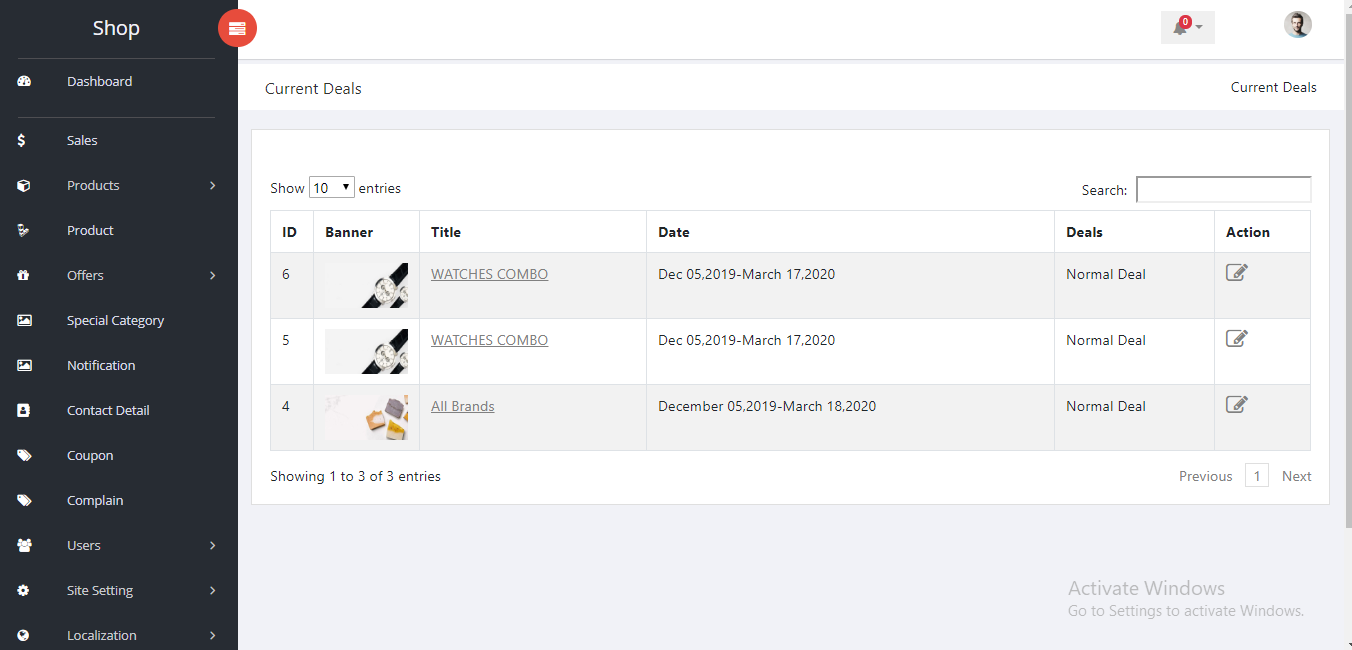 Shop
0
Dashboard
Current Deals
Current Deals
Sales
Products
Product
Offers
Special Category
Notification
Contact Detail
Coupon
Complain
Users
Site Setting
Localization
Show 10 entries
Search:
ID Banner Title Date Deals Action
6 WATCHES COMBO Dec 05,2019-March 17,2020 Normal Deal
5 WATCHES COMBO Dec 05,2019-March 17,2020 Normal Deal
4 All Brands December 05,2019-March 18,2020 Normal Deal
Showing 1 to 3 of 3 entries
Previous 1 Next
Activate Windows
Go to Settings to activate Windows.